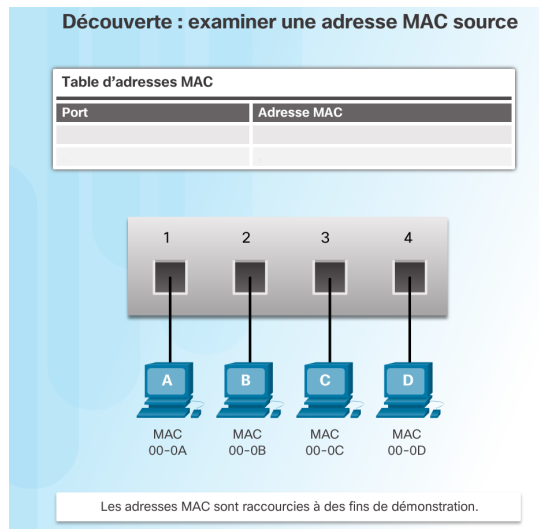 Découverte : examiner une adresse MAC source
Table d'adresses MAC
Port Adresse MAC
1 2 3 4
A B C D
MAC MAC MAC MAC
00-0A 00-0B 00-0C 00-0D
Les adresses MAC sont raccourcies à des fins de démonstration.